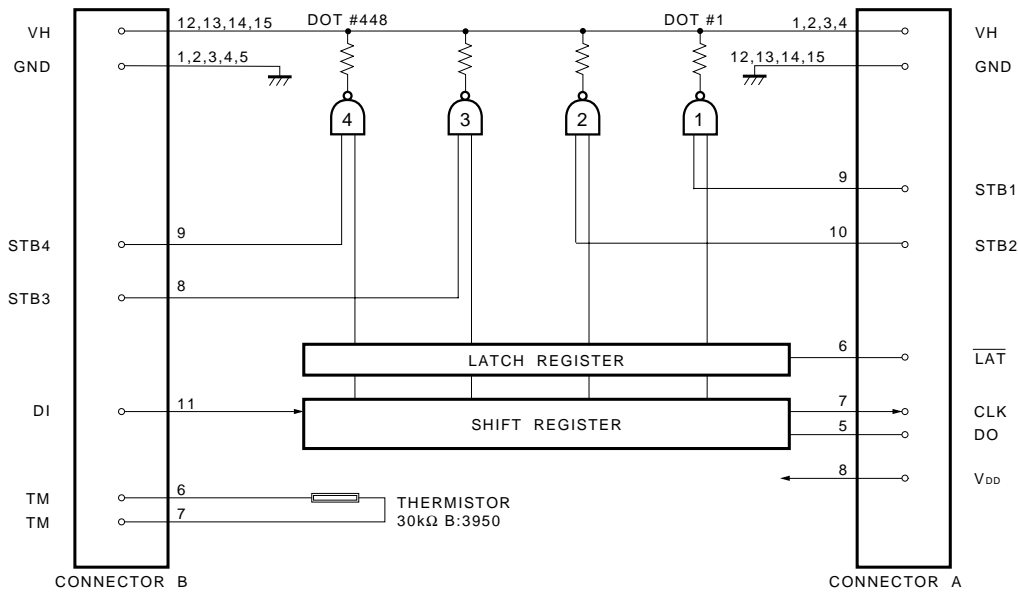 VH 12,13,14,15 DOT #448 DOT #1 1,2,3,4 VH
GND 1,2,3,4,5 12,13,14,15 GND
4 3 2 1
9 STB1
STB4 9 10 STB2
STB3 8
LATCH REGISTER 6 LAT
DI 11 SHIFT REGISTER 7 CLK
5 DO
8 VDD
TM 6 THERMISTOR
TM 7 30kΩ B:3950
CONNECTOR B CONNECTOR A